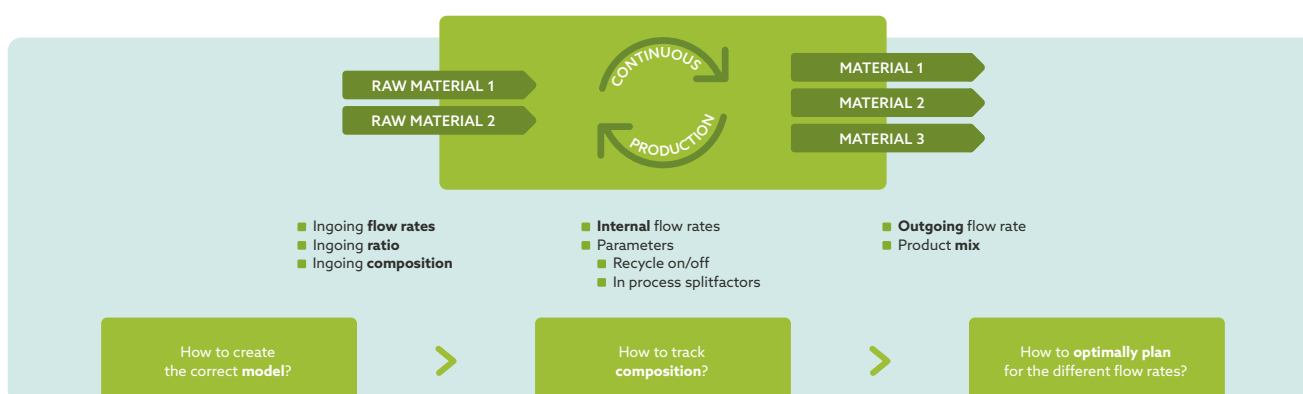 RAW MATERIAL 1
RAW MATERIAL 2
CONTINUOUS
PRODUCTION
MATERIAL 1
MATERIAL 2
MATERIAL 3
Ingoing flow rates
Ingoing ratio
Ingoing composition
Internal flow rates
Parameters
Recycle on/off
In process splitfactors
Outgoing flow rate
Product mix
How to create
the correct model?
How to track
composition?
How to optimally plan
for the different flow rates?